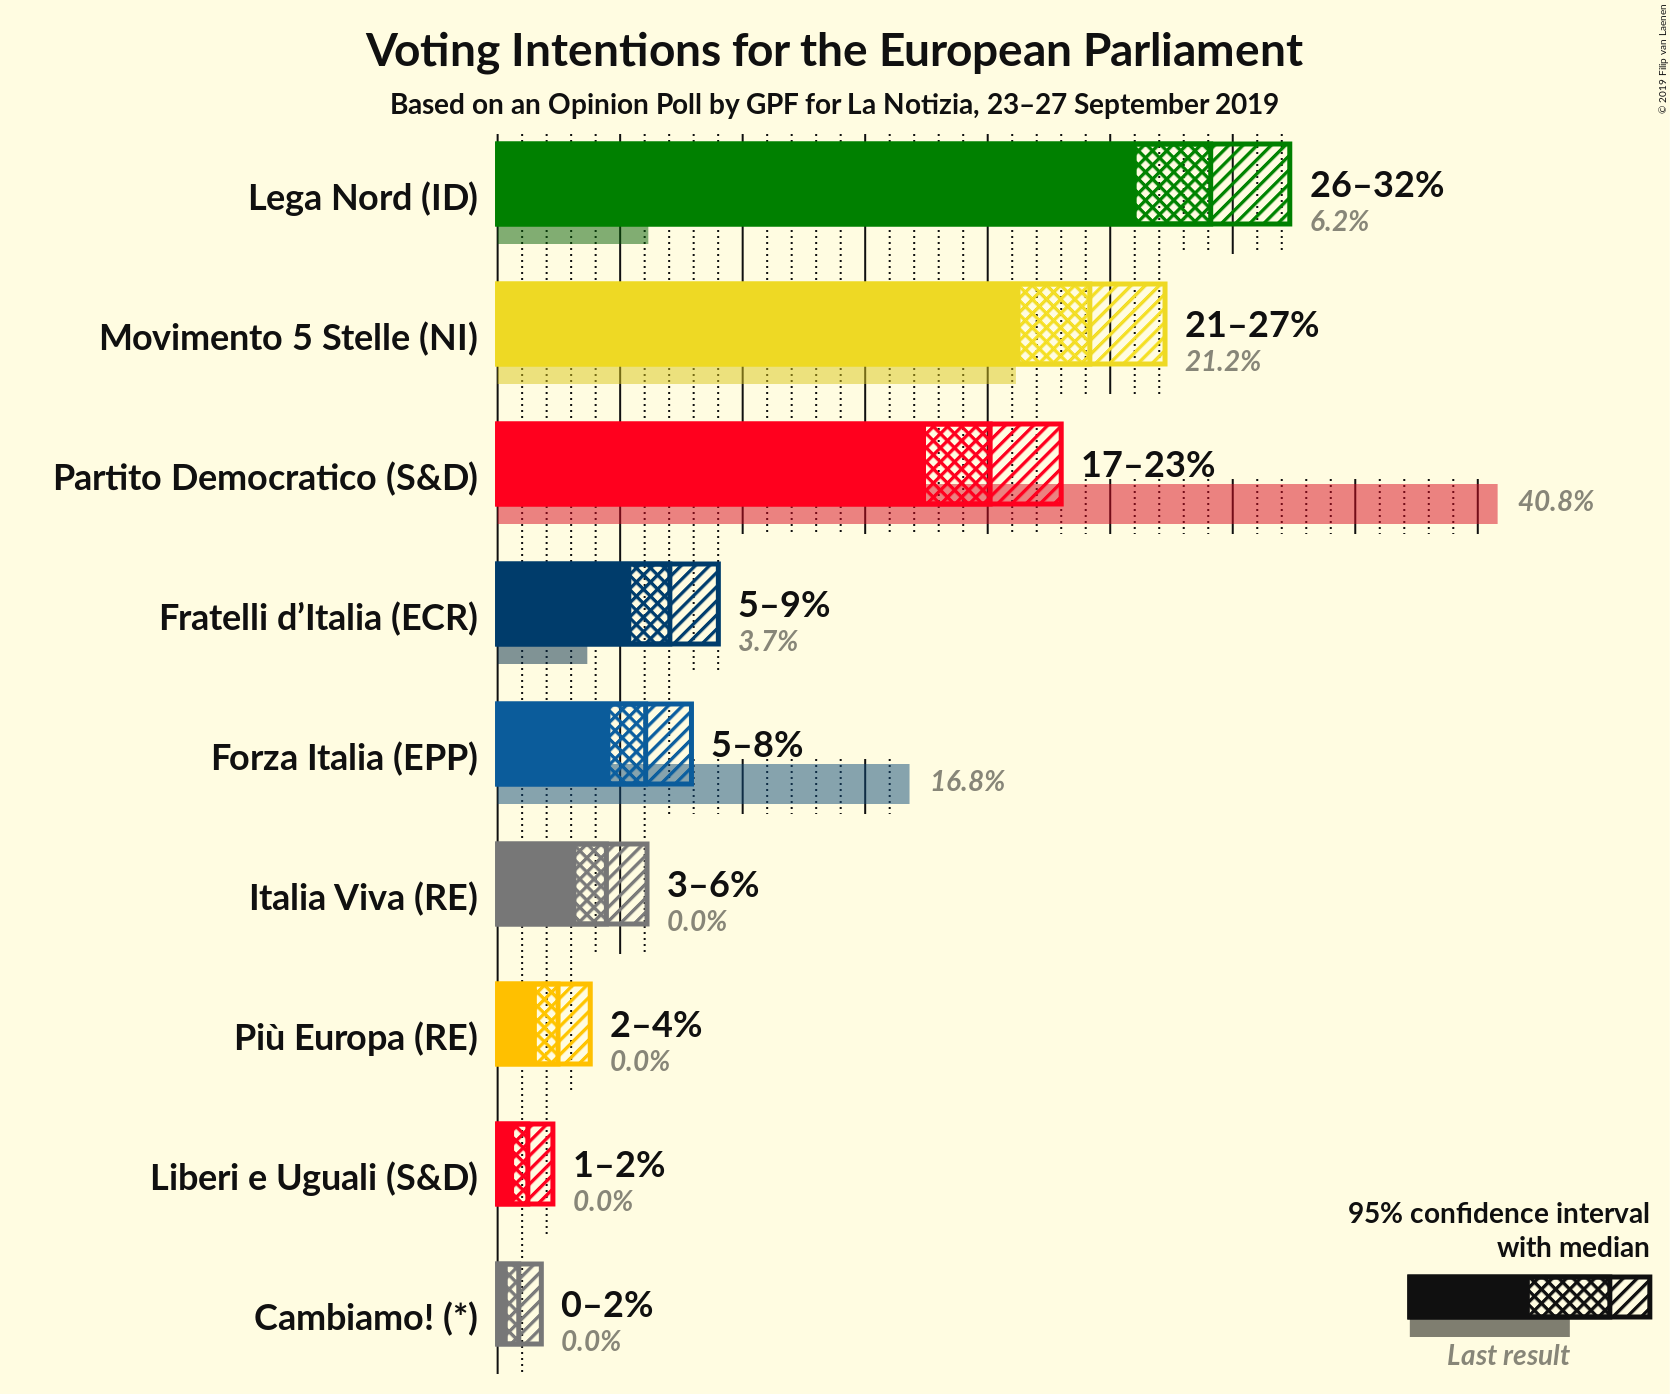 Voting Intentions for the European Parliament
Based on an Opinion Poll by GPF for La Notizia, 23–27 September 2019
© 2019 Filip van Laenen
Lega Nord (ID)
26–32%
6.2%
Movimento 5 Stelle (NI)
21–27%
21.2%
Partito Democratico (S&D)
17–23%
40.8%
Fratelli d’Italia (ECR)
5–9%
3.7%
Forza Italia (EPP)
5–8%
16.8%
Italia Viva (RE)
3–6%
0.0%
Più Europa (RE)
2–4%
0.0%
Liberi e Uguali (S&D)
1–2%
0.0%
Cambiamo! (*)
0–2%
0.0%
95% confidence interval
with median
Last result